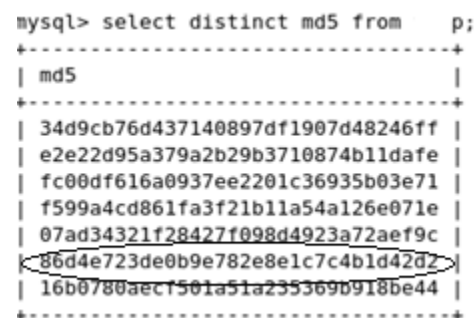 mysql> select distinct md5 from p;
+----------------------------------+
| md5 |
+----------------------------------+
| 34d9cb76d437140897df1907d48246ff |
| e2e22d95a379a2b29b3710874b11dafe |
| fc00df616a0937ee2201c36935b03e71 |
| f599a4cd861fa3f21b11a54a126e071e |
| 07ad34321f28427f098d4923a72aef9c |
| 86d4e723de0b9e782e8e1c7c4b1d42d2 |
| 16b0780aecf501a51a235369b918be44 |
+----------------------------------+